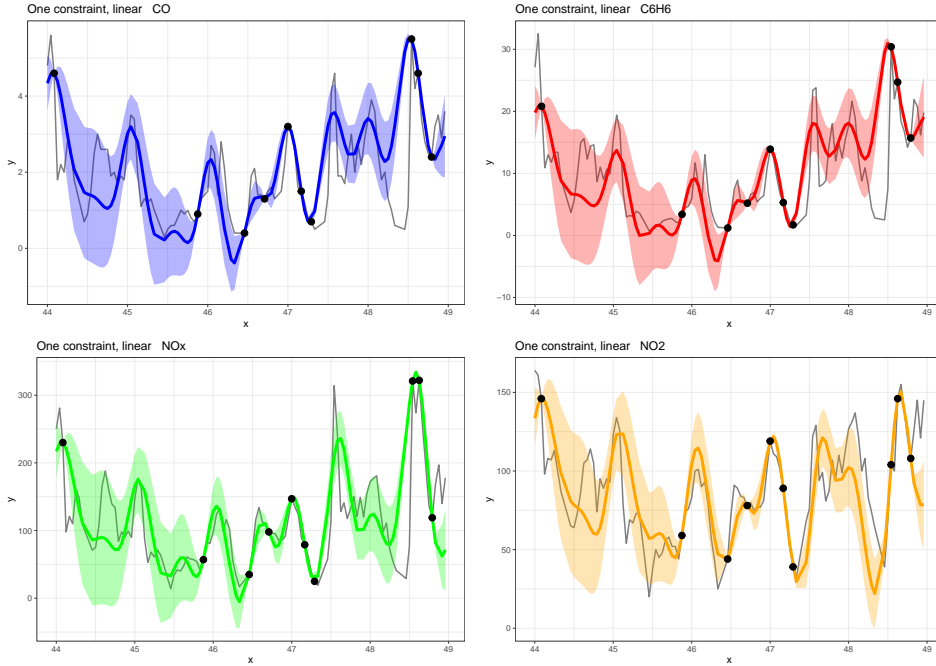 One constraint, linear CO
y
4
2
0
44 45 46 47 48 49
x
One constraint, linear C6H6
y
30
20
10
0
−10
44 45 46 47 48 49
x
One constraint, linear NOx
y
300
200
100
0
44 45 46 47 48 49
x
One constraint, linear NO2
y
150
100
50
0
44 45 46 47 48 49
x